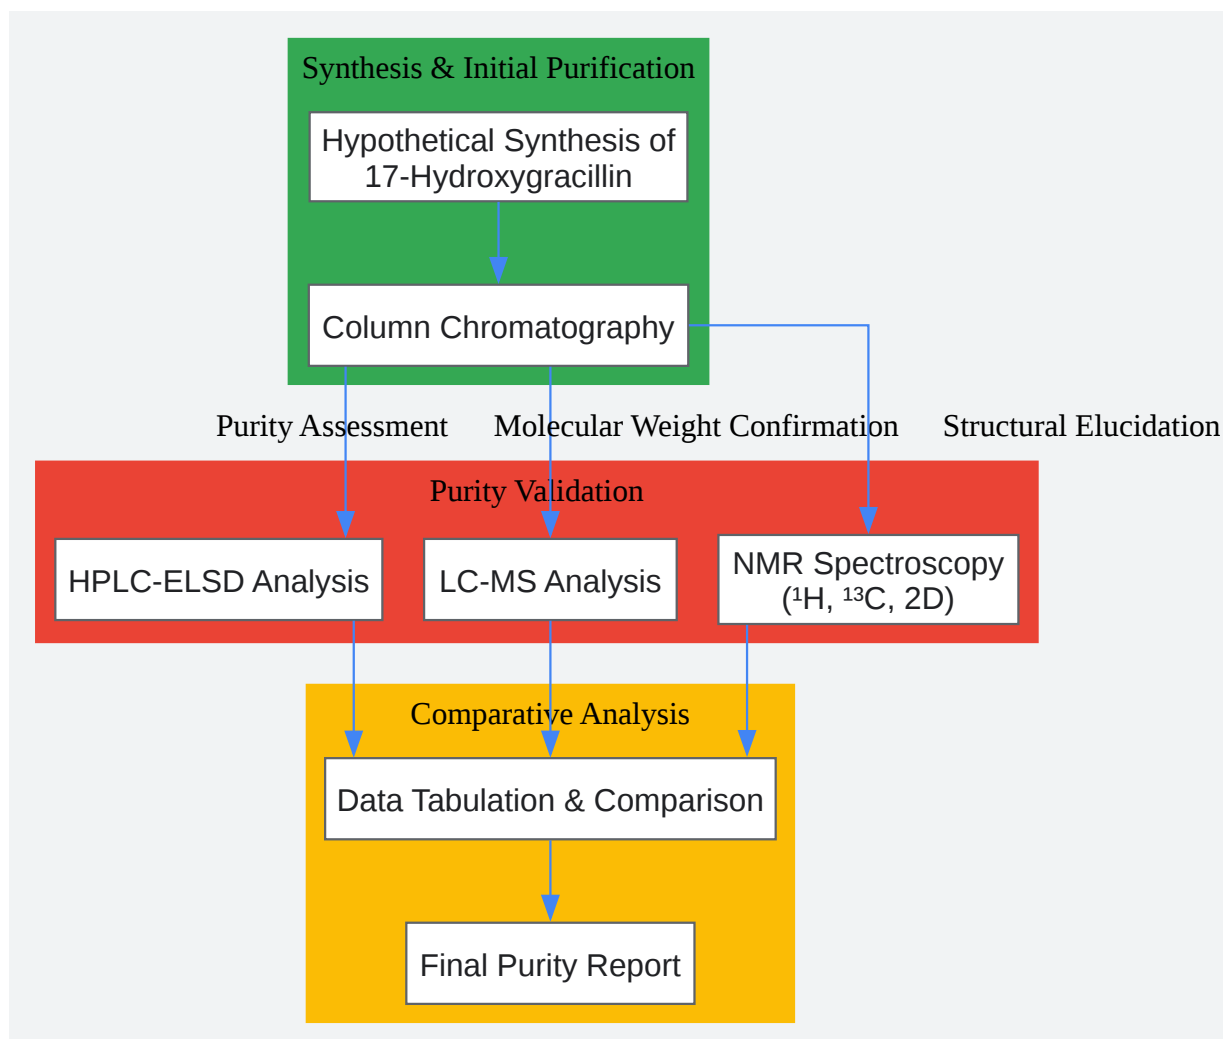 Synthesis & Initial Purification
Hypothetical Synthesis of
17-Hydroxygracillin
Column Chromatography
Purity Assessment
Molecular Weight Confirmation
Structural Elucidation
Purity Validation
HPLC-ELSD Analysis
LC-MS Analysis
NMR Spectroscopy
(¹H, ¹³C, 2D)
Comparative Analysis
Data Tabulation & Comparison
Final Purity Report